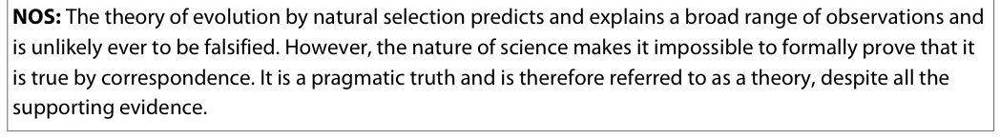 NOS: The theory of evolution by natural selection predicts and explains a broad range of observations and
is unlikely ever to be falsified. However, the nature of science makes it impossible to formally prove that it
is true by correspondence. It is a pragmatic truth and is therefore referred to as a theory, despite all the
supporting evidence.